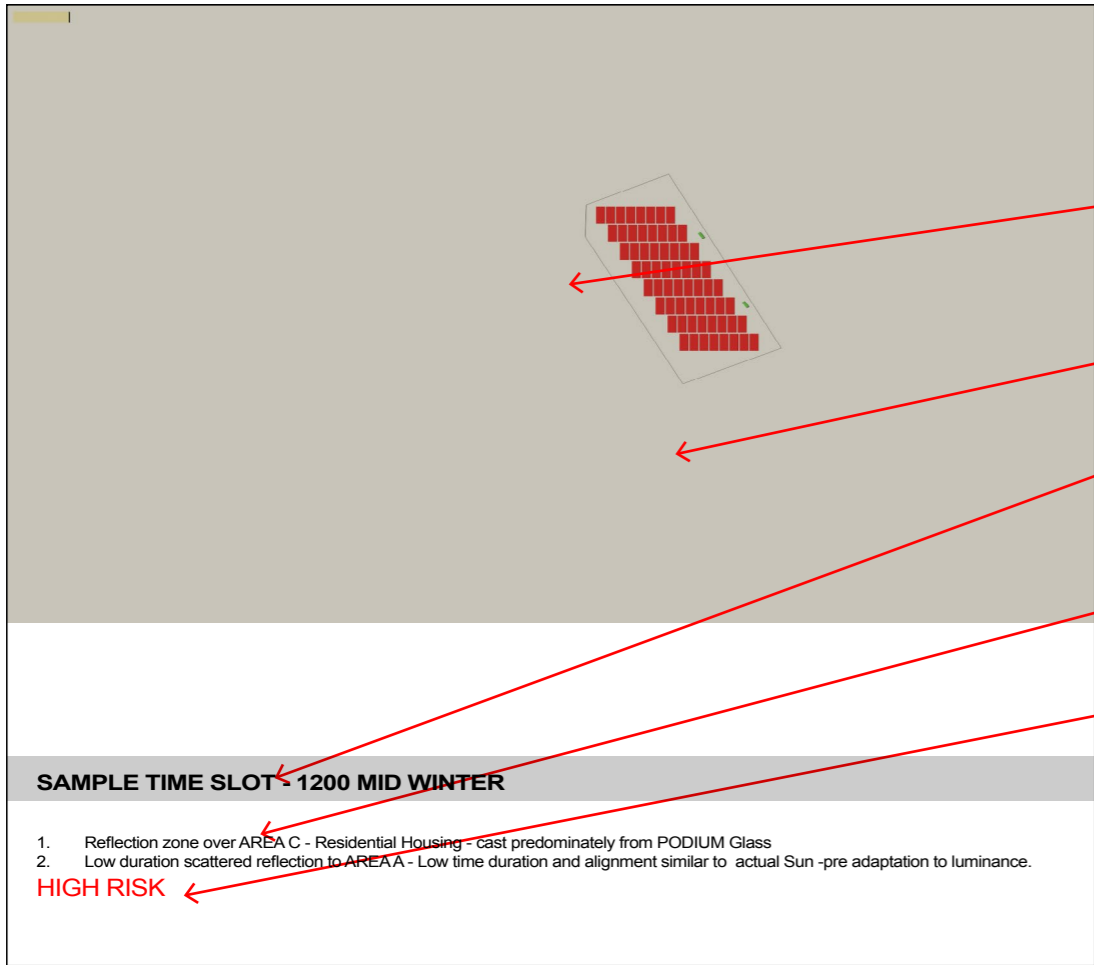 SAMPLE TIME SLOT - 1200 MID WINTER
1. Reflection zone over AREA C - Residential Housing - cast predominately from PODIUM Glass
2. Low duration scattered reflection to AREA A - Low time duration and alignment similar to actual Sun -pre adaptation to luminance.
HIGH RISK